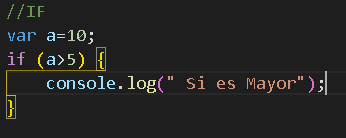 //IF
var a=10;
if (a>5) {
    console.log(" Si es Mayor");
}